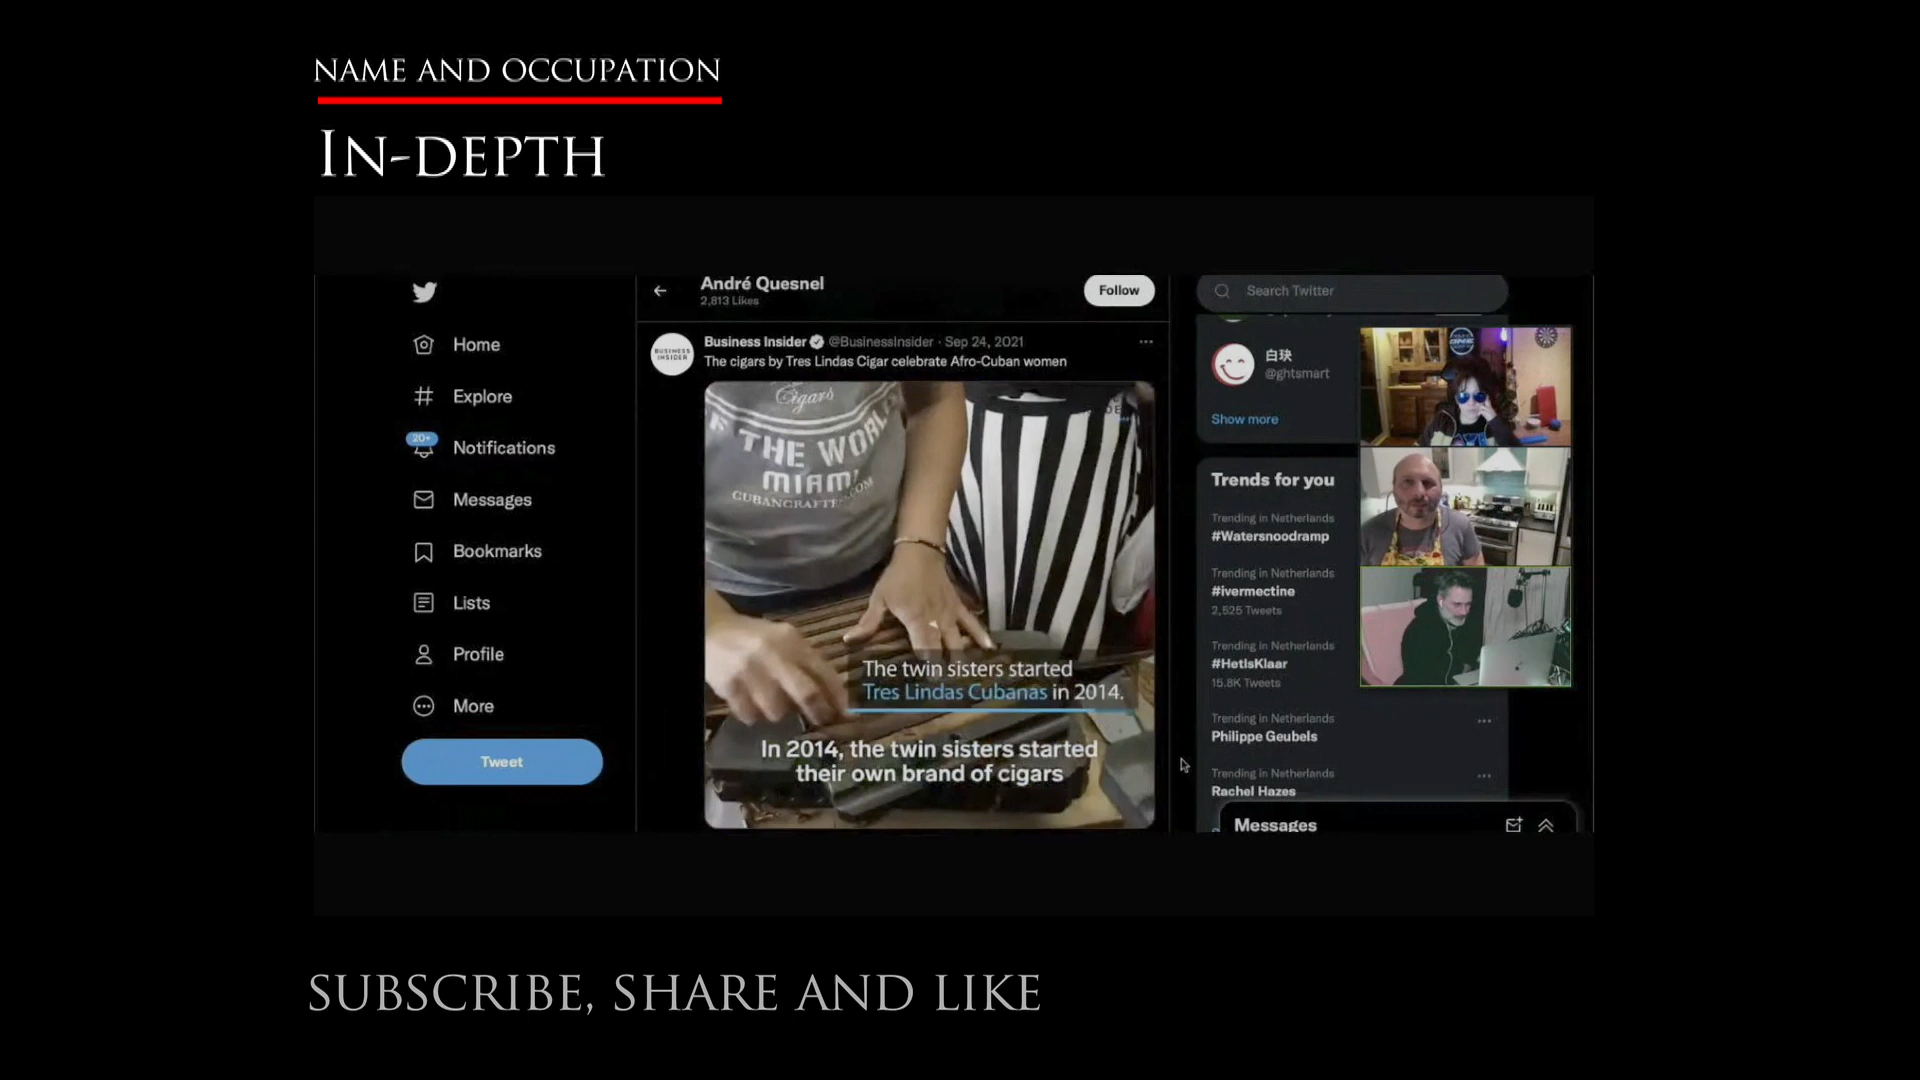 NAME AND OCCUPATION
IN-DEPTH
Home
Explore
20+
Notifications
Messages
Bookmarks
Lists
Profile
More
Tweet
André Quesnel
2,813 Likes
Follow
BUSINESS
INSIDER
Business Insider @BusinessInsider · Sep 24, 2021
The cigars by Tres Lindas Cigar celebrate Afro-Cuban women
Cigars
THE WORL
MIAMI
The twin sisters started
Tres Lindas Cubanas in 2014.
In 2014, the twin sisters started
their own brand of cigars
Search Twitter
@ghtsmart
Show more
Trends for you
Trending in Netherlands
#Watersnoodramp
Trending in Netherlands
#ivermectine
2,525 Tweets
Trending in Netherlands
#HetIsKlaar
15.8K Tweets
Trending in Netherlands
Philippe Geubels
Trending in Netherlands
Rachel Hazes
Messages
SUBSCRIBE, SHARE AND LIKE